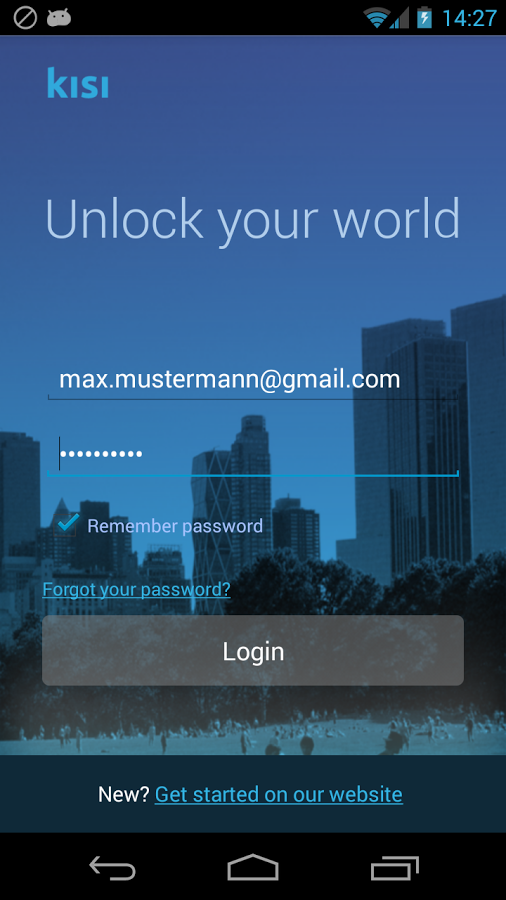 14:27
kısı
Unlock your world
max.mustermann@gmail.com
••••••••••
Remember password
Forgot your password?
Login
New? Get started on our website